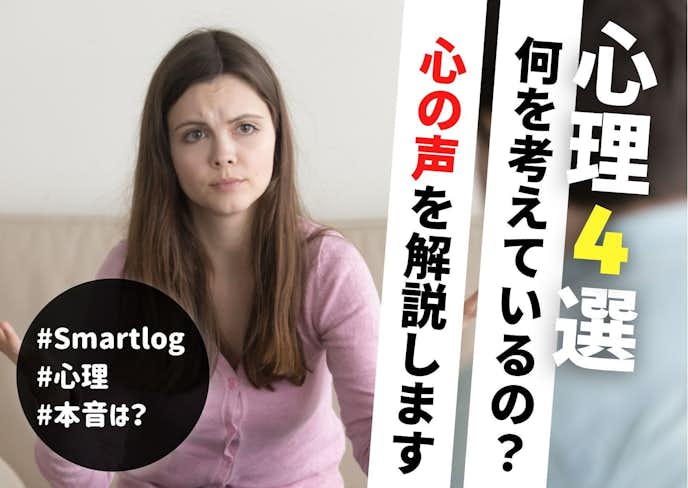 心理4選
何を考えているの？
心の声を解説します
#Smartlog
#心理
#本音は？